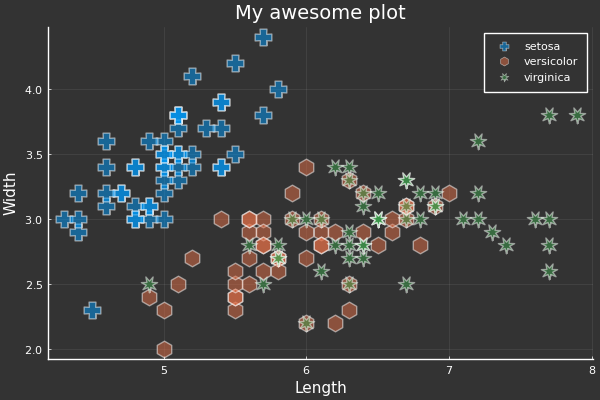 My awesome plot
setosa
versicolor
virginica
Width
4.0
3.5
3.0
2.5
2.0
5 6 7 8
Length